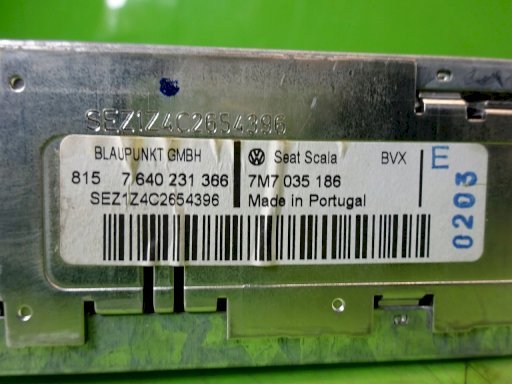 SEZ1Z4C2654396
BLAUPUNKT GMBH
Seat Scala BVX
E
815 7 640 231 366
7M7 035 186
SEZ1Z4C2654396
Made in Portugal
0203